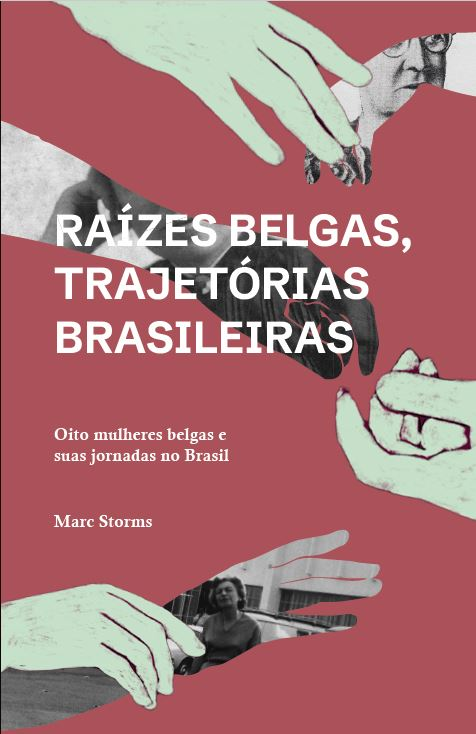 RAÍZES BELGAS,
TRAJETÓRIAS
BRASILEIRAS
Oito mulheres belgas e
suas jornadas no Brasil
Marc Storms